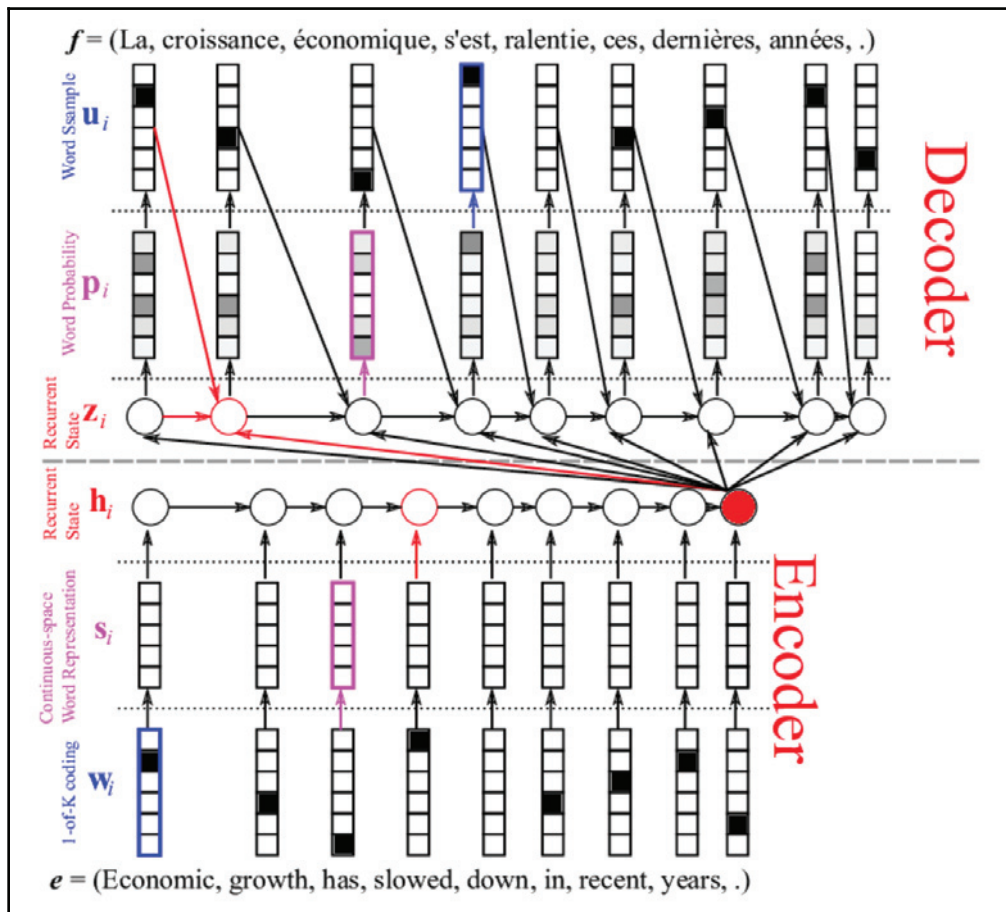 f = (La, croissance, économique, s'est, ralentie, ces, dernières, années, .)
Word Ssample
u_i
Decoder
Word Probability
p_i
Recurrent
State
z_i
Recurrent
State
h_i
Encoder
Continuous-space
Word Representation
s_i
1-of-K coding
w_i
e = (Economic, growth, has, slowed, down, in, recent, years, .)